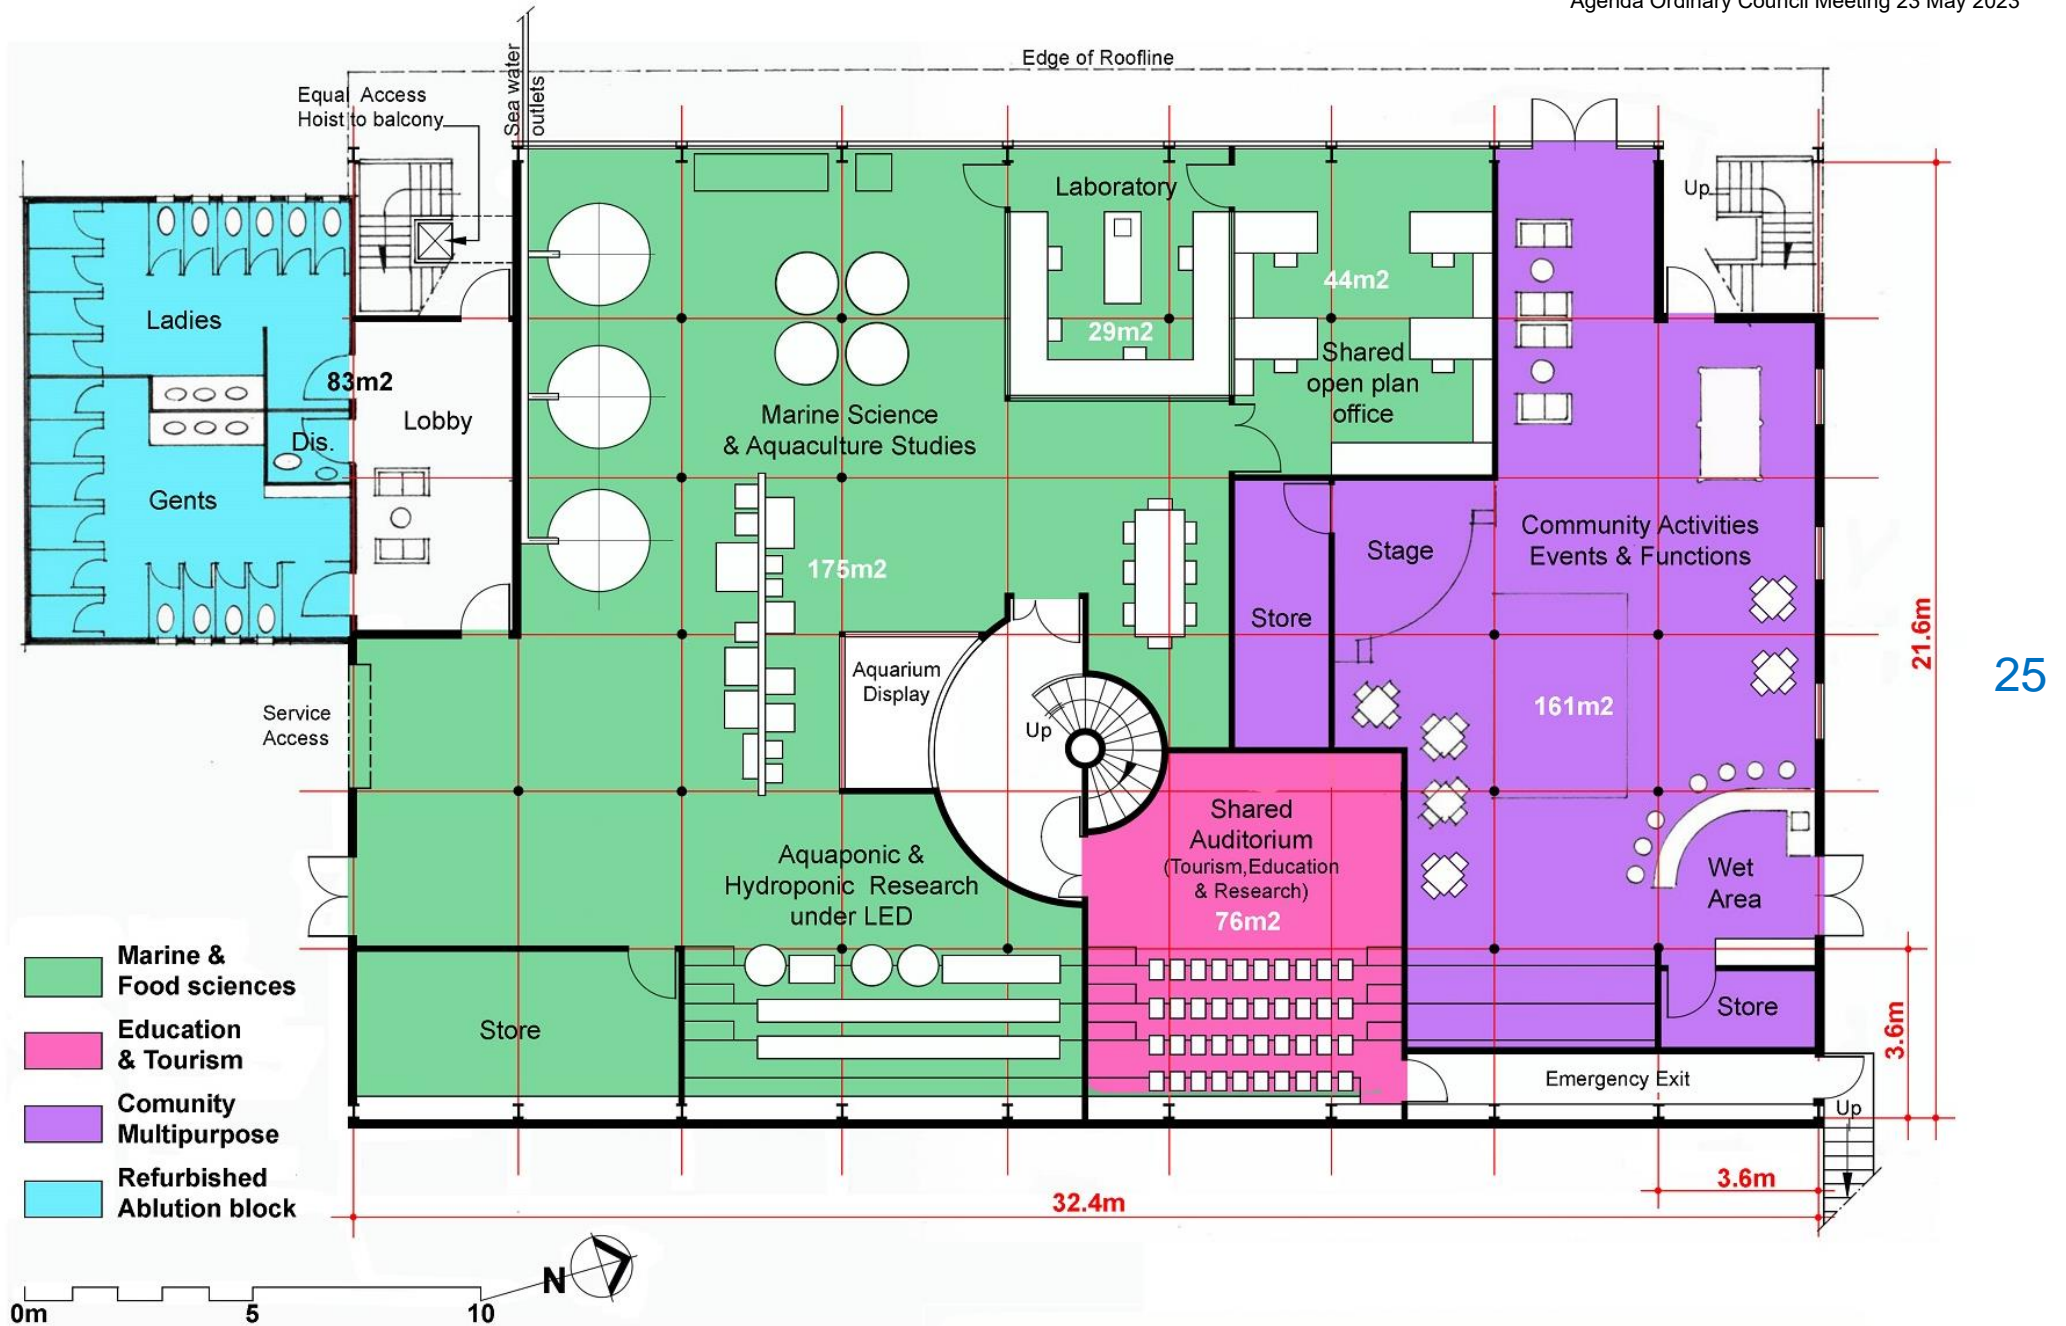 Agenda Ordinary Council Meeting 23 May 2023
Edge of Roofline
Sea water
outlets
Equal Access
Hoist to balcony
Laboratory
Up
44m2
29m2
Ladies
Shared
open plan
office
83m2
Lobby
Marine Science
& Aquaculture Studies
Dis.
Gents
Community Activities
Events & Functions
Stage
175m2
Store
21.6m
25
Aquarium
Display
161m2
Service
Access
Up
Shared
Auditorium
(Tourism,Education
& Research)
76m2
Aquaponic &
Hydroponic Research
under LED
Wet
Area
Marine &
Food sciences
Store
Store
3.6m
Education
& Tourism
Emergency Exit
Up
Comunity
Multipurpose
Refurbished
Ablution block
3.6m
32.4m
N
0m
5
10